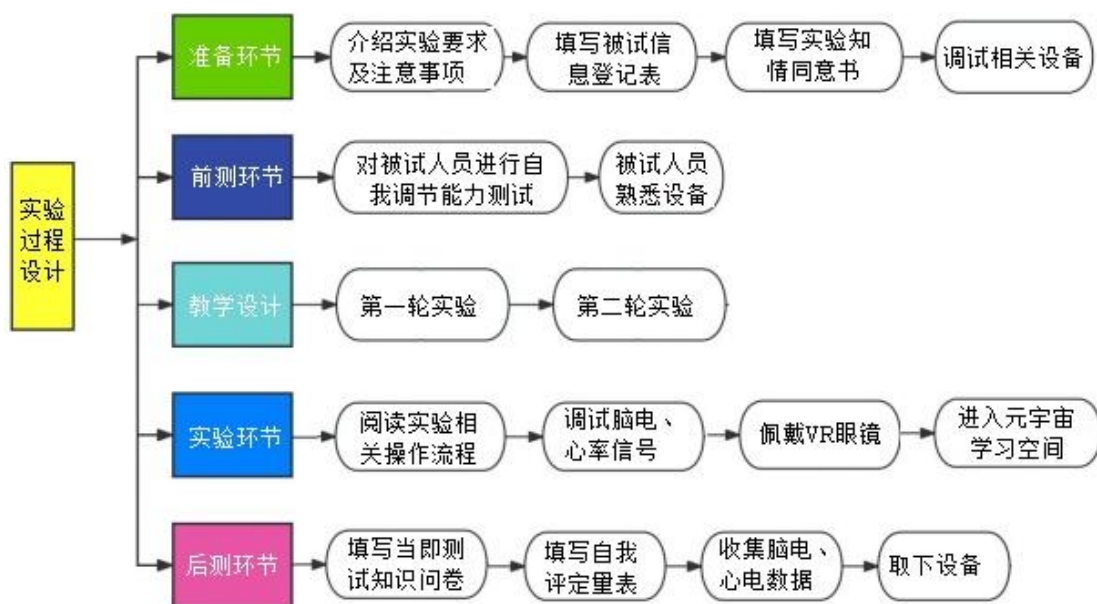 实验
过程
设计
准备环节
介绍实验要求
及注意事项
填写被试信
息登记表
填写实验知
情同意书
调试相关设备
前测环节
对被试人员进行自
我调节能力测试
被试人员
熟悉设备
教学设计
第一轮实验
第二轮实验
实验环节
阅读实验相
关操作流程
调试脑电、
心率信号
佩戴VR眼镜
进入元宇宙
学习空间
后测环节
填写当即测
试知识问卷
填写自我
评定量表
收集脑电、
心电数据
取下设备